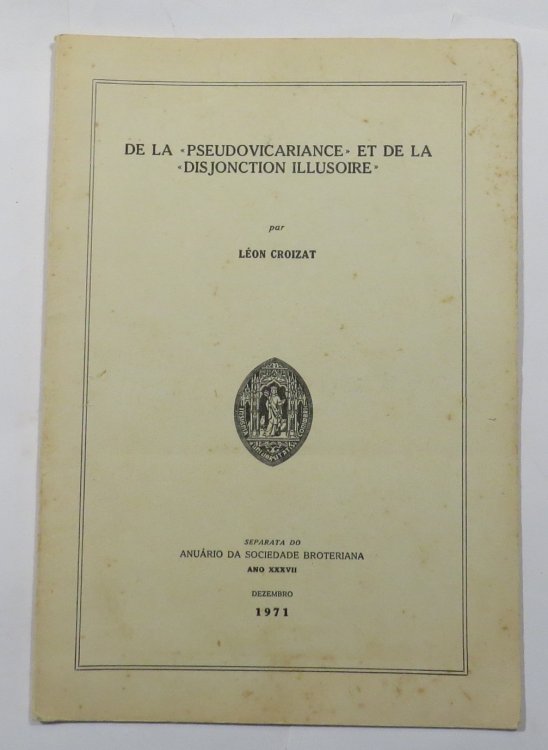 DE LA «PSEUDOVICARIANCE» ET DE LA
«DISJONCTION ILLUSOIRE»
par
LÉON CROIZAT
SEPARATA DO
ANUÁRIO DA SOCIEDADE BROTERIANA
ANO XXXVII
DEZEMBRO
1971